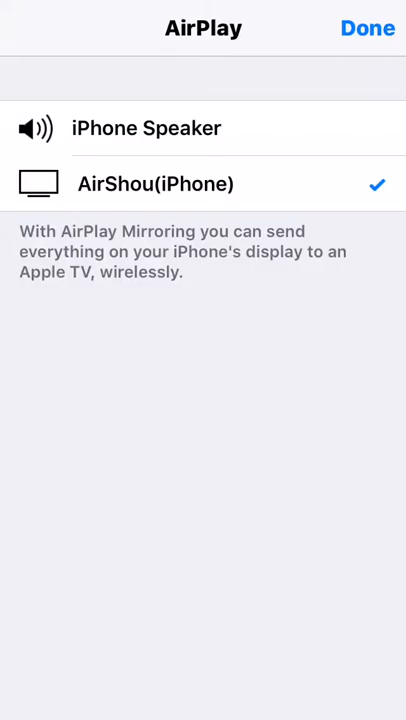 AirPlay
Done
iPhone Speaker
AirShou(iPhone)
With AirPlay Mirroring you can send
everything on your iPhone's display to an
Apple TV, wirelessly.